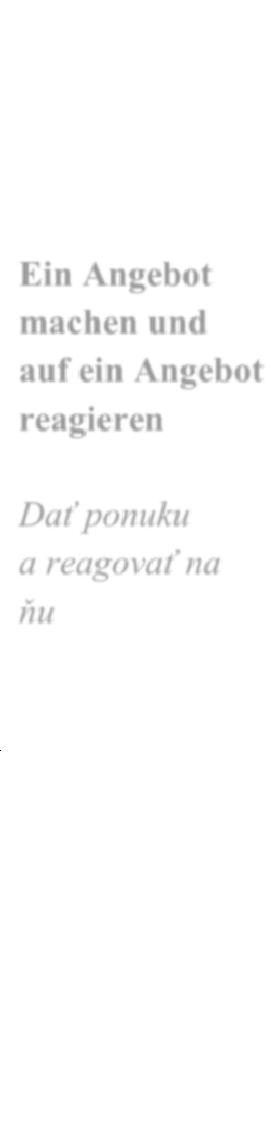 Ein Angebot
machen und
auf ein Angebot
reagieren
Dať ponuku
a reagovať na
ňu